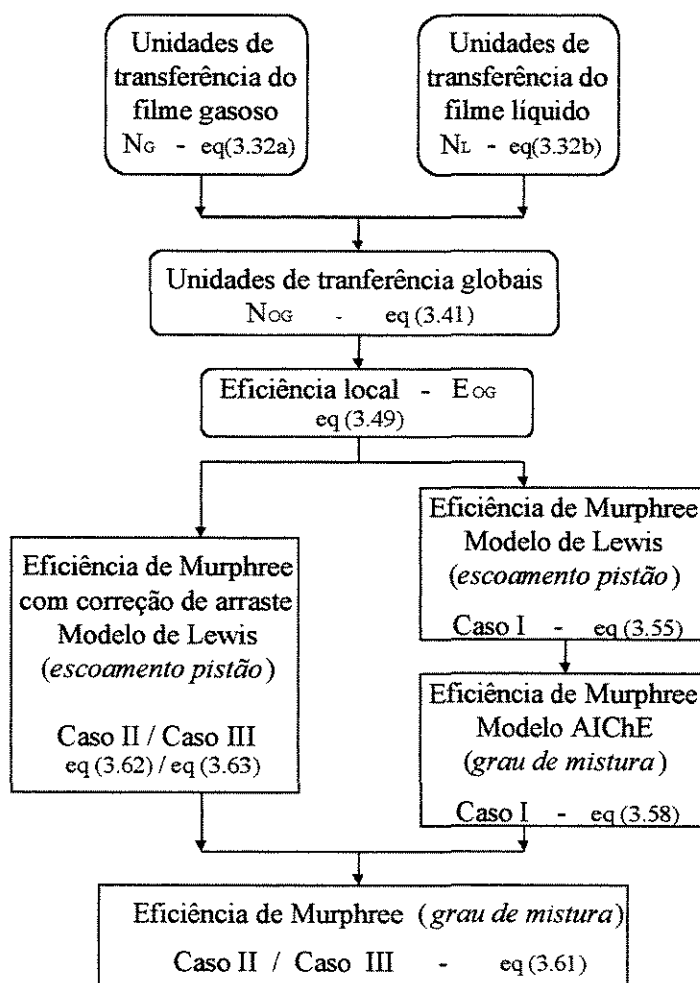 Unidades de
transferência do
filme gasoso
NG - eq(3.32a)
Unidades de
transferência do
filme líquido
NL - eq(3.32b)
Unidades de tranferência globais
NOG - eq (3.41)
Eficiência local - EOG
eq (3.49)
Eficiência de Murphree
com correção de arraste
Modelo de Lewis
(escoamento pistão)
Caso II / Caso III
eq (3.62) / eq (3.63)
Eficiência de Murphree
Modelo de Lewis
(escoamento pistão)
Caso I - eq (3.55)
Eficiência de Murphree
Modelo AIChE
(grau de mistura)
Caso I - eq (3.58)
Eficiência de Murphree (grau de mistura)
Caso II / Caso III - eq (3.61)